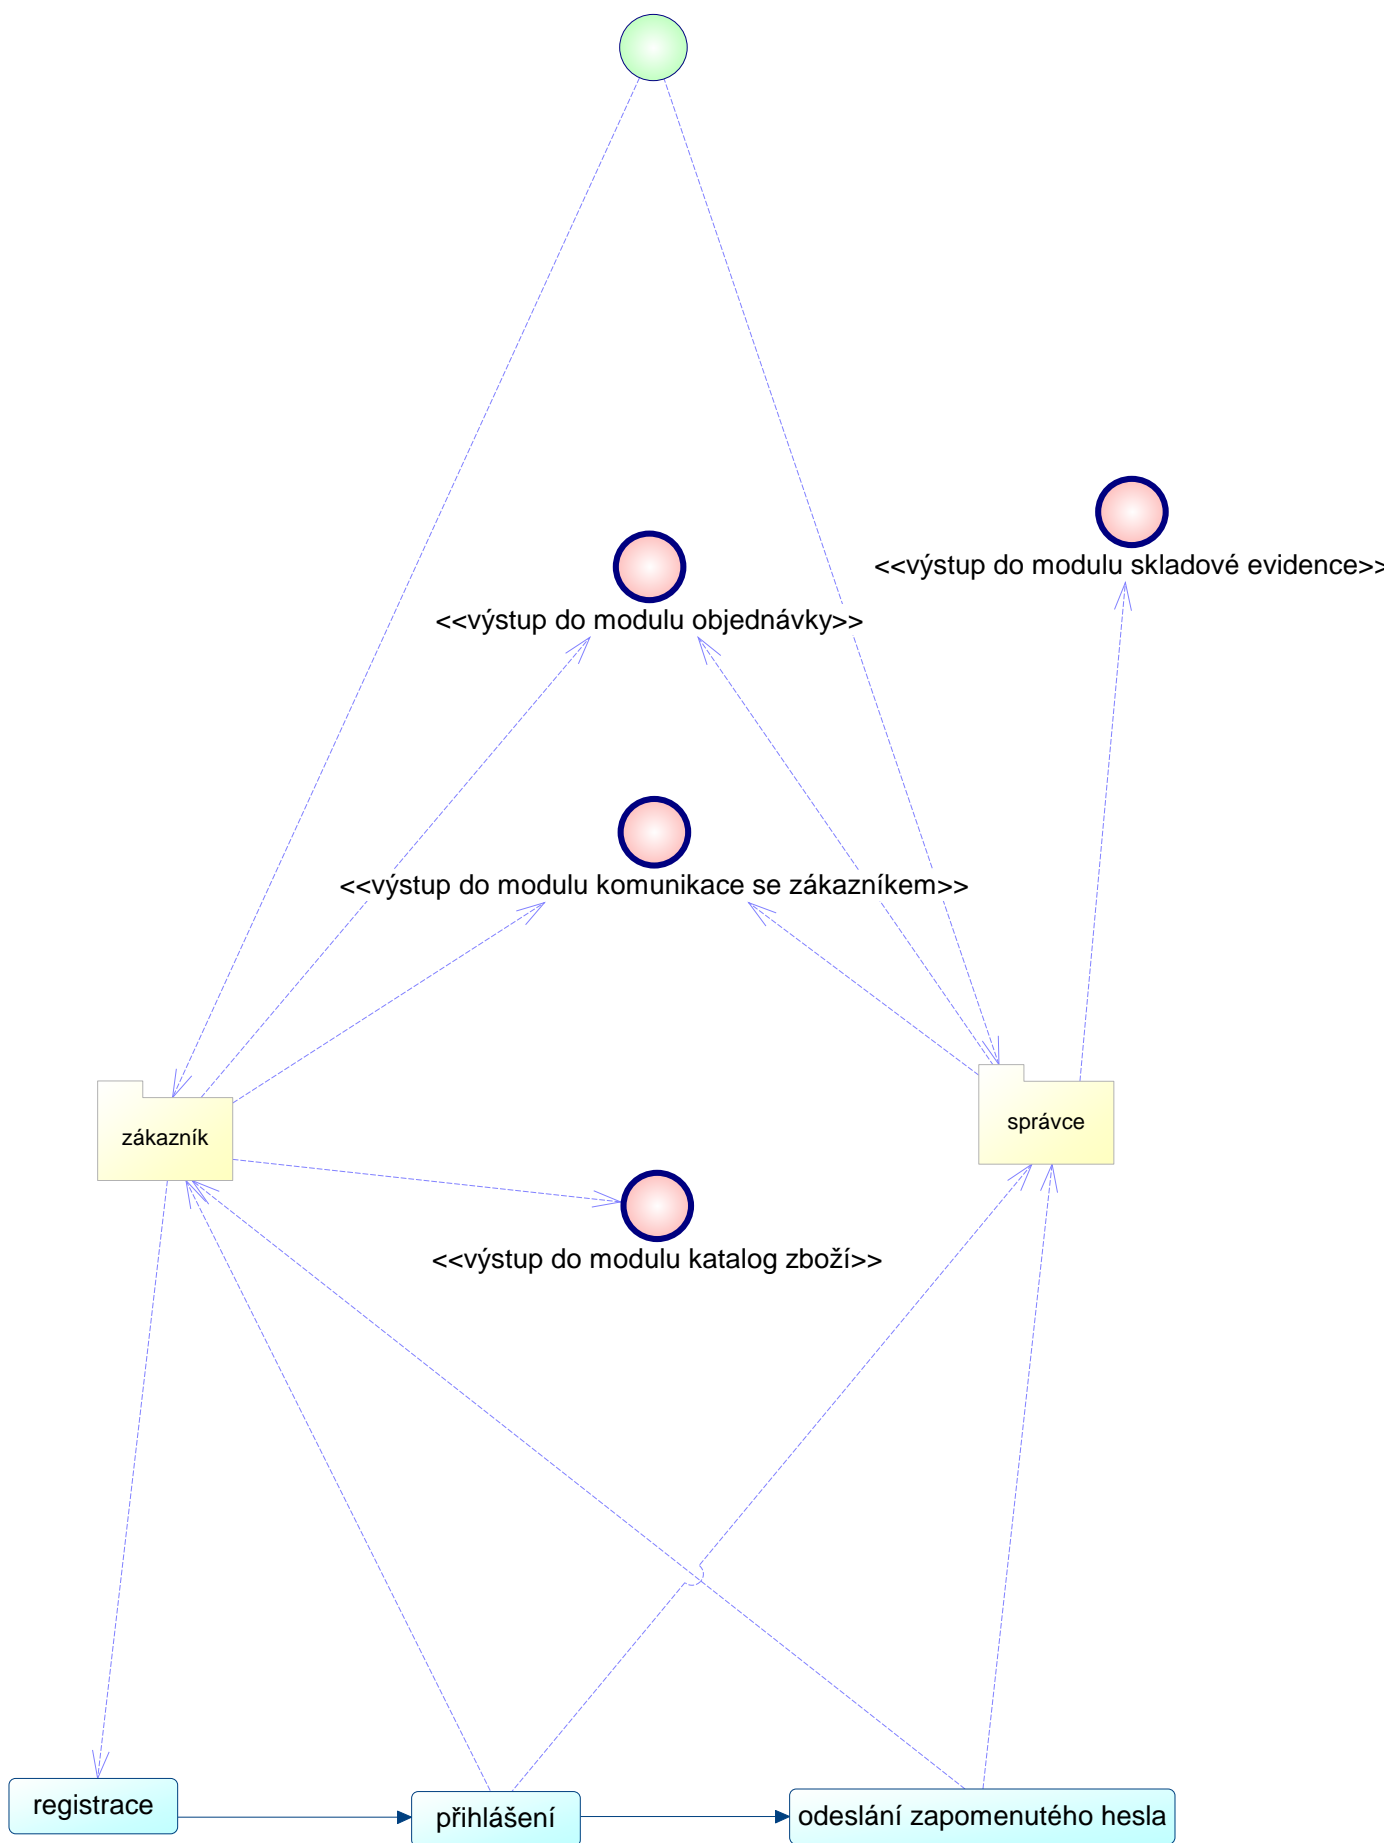 <<výstup do modulu skladové evidence>>
<<výstup do modulu objednávky>>
<<výstup do modulu komunikace se zákazníkem>>
zákazník
správce
<<výstup do modulu katalog zboží>>
registrace
přihlášení
odeslání zapomenutého hesla